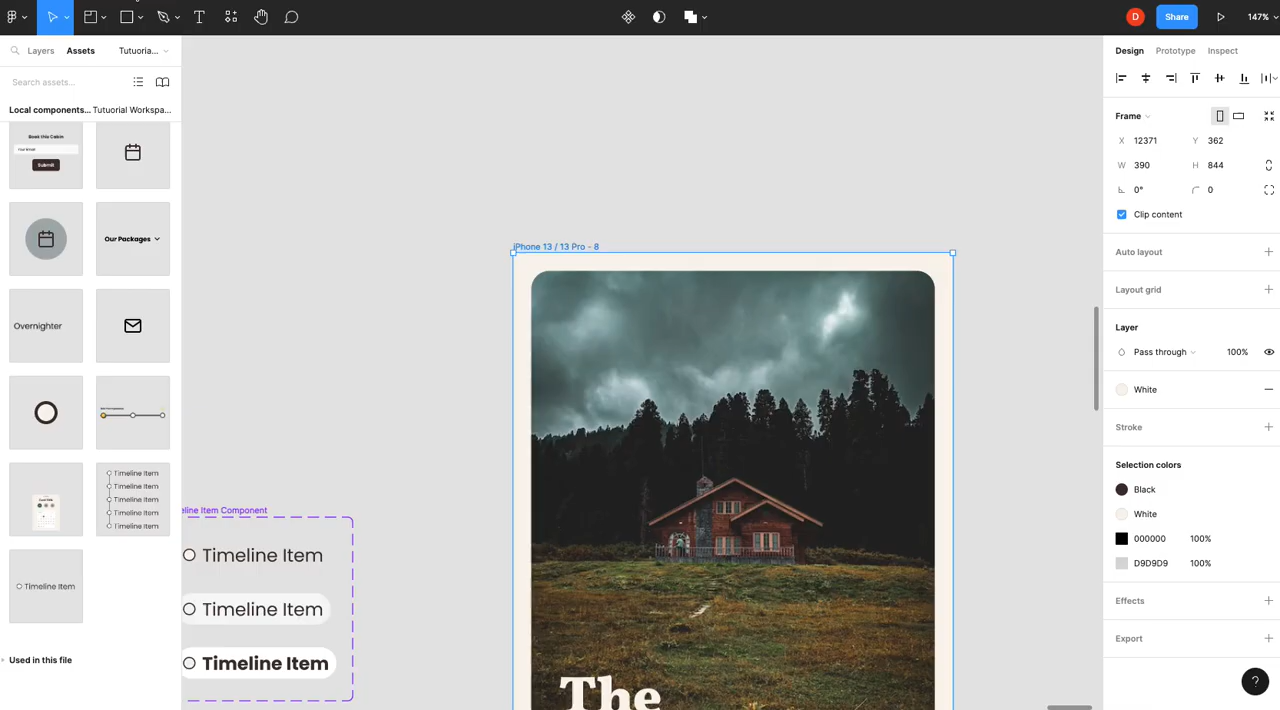 D
Share
147%
Layers
Assets
Tutuoria...
Design
Prototype
Inspect
Search assets...
Local components...
Tutuorial Workspa...
Frame
X 12371
Y 362
W 390
H 844
0°
0
Clip content
Auto layout
Layout grid
Layer
Pass through
100%
White
Stroke
Selection colors
Black
White
000000 100%
D9D9D9 100%
Effects
Export
?
Book this Cabin
Your Email
Submit
Our Packages
Overnighter
Timeline Item
Timeline Item
Timeline Item
Timeline Item
Timeline Item
Timeline Item
Used in this file
eline Item Component
Timeline Item
Timeline Item
Timeline Item
iPhone 13 / 13 Pro - 8
The